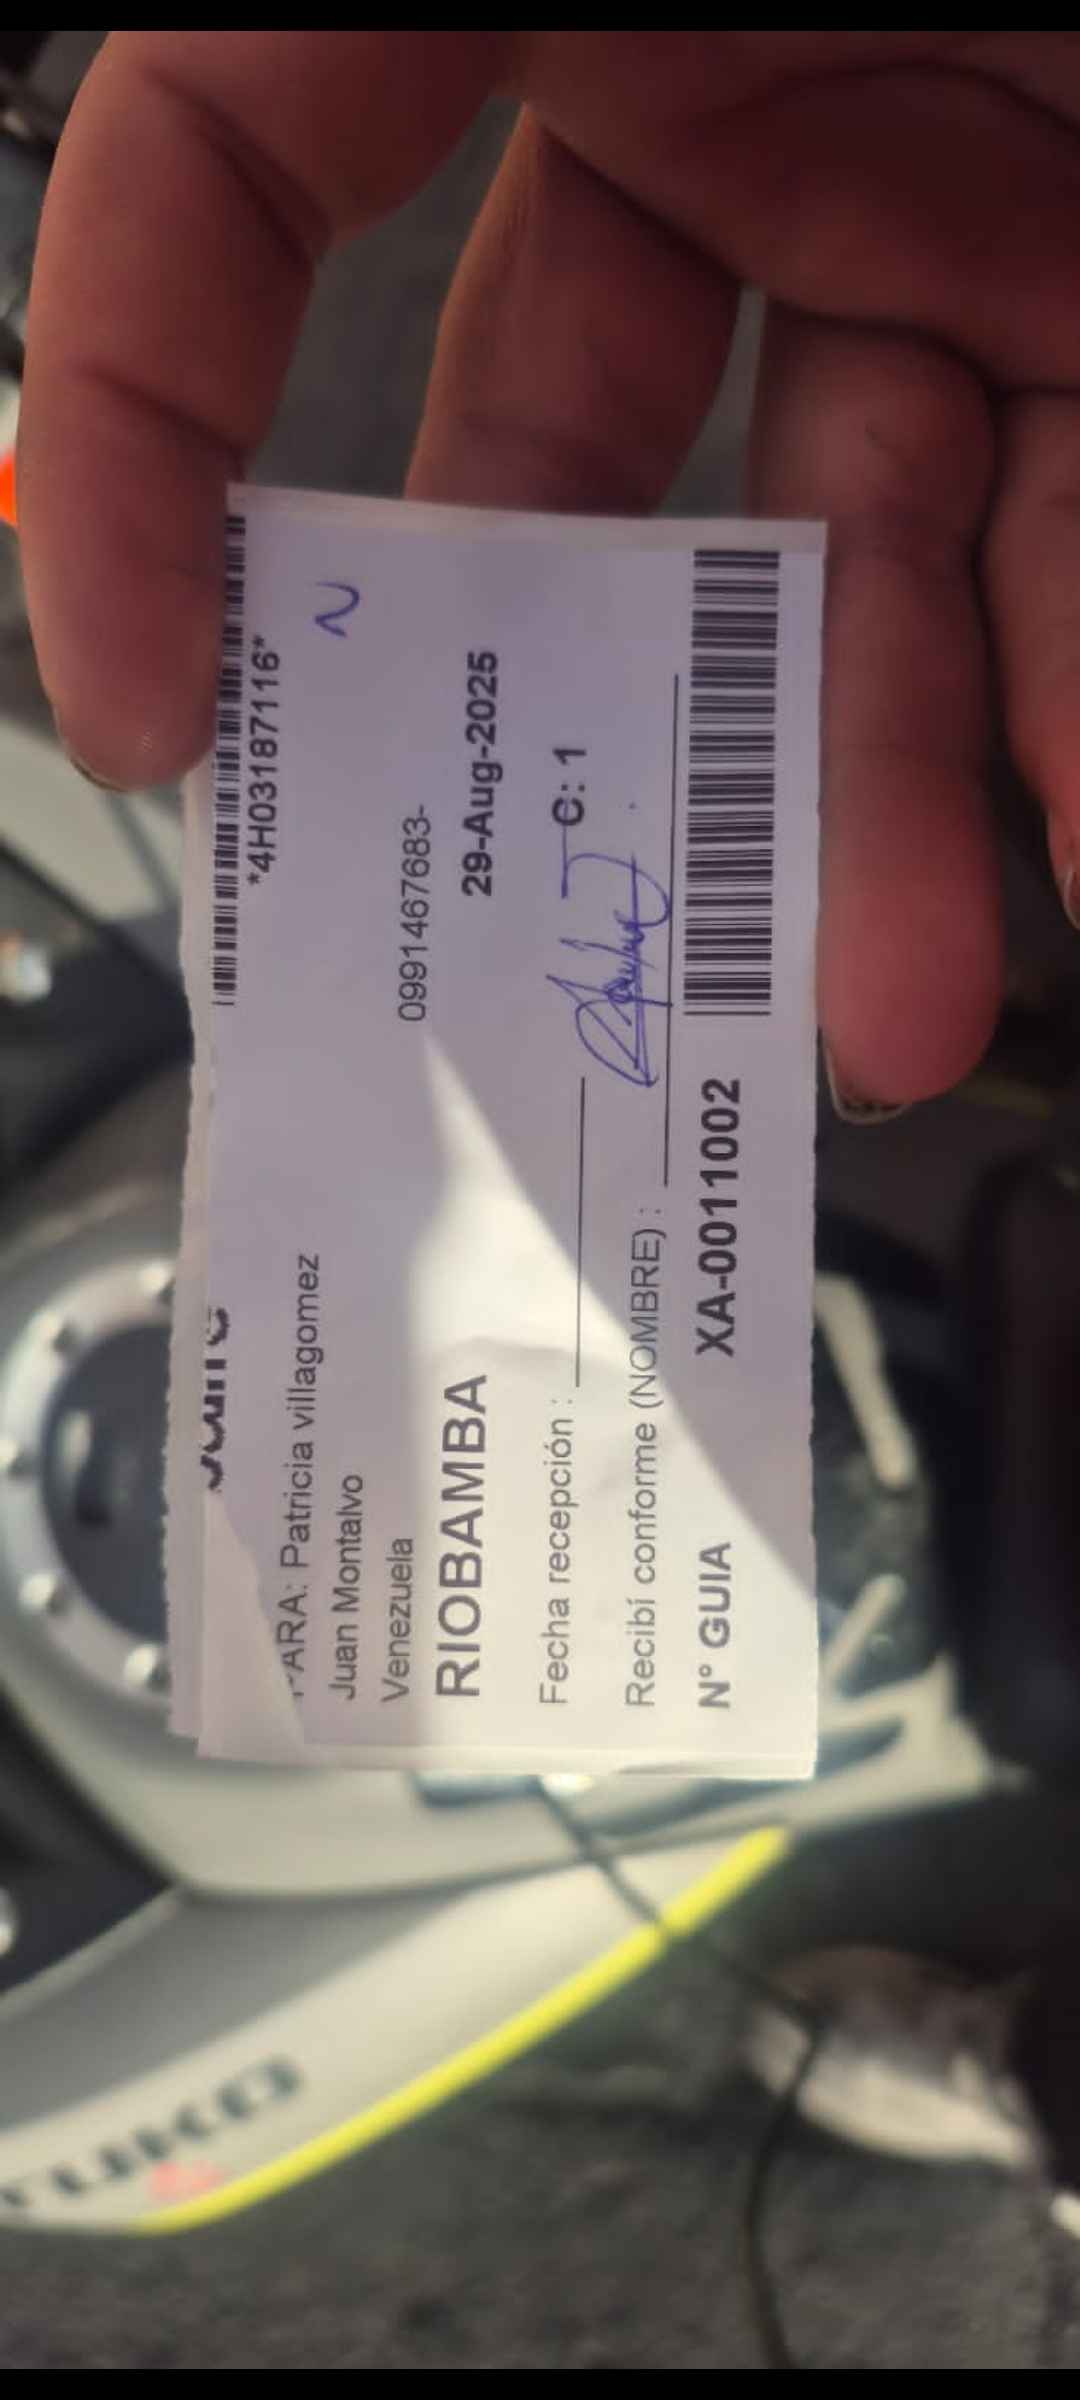 *4H03187116*
PARA: Patricia villagomez
Juan Montalvo
Venezuela 0991467683-
RIOBAMBA 29-Aug-2025
Fecha recepción : C: 1
Recibí conforme (NOMBRE) :
N° GUIA XA-0011002